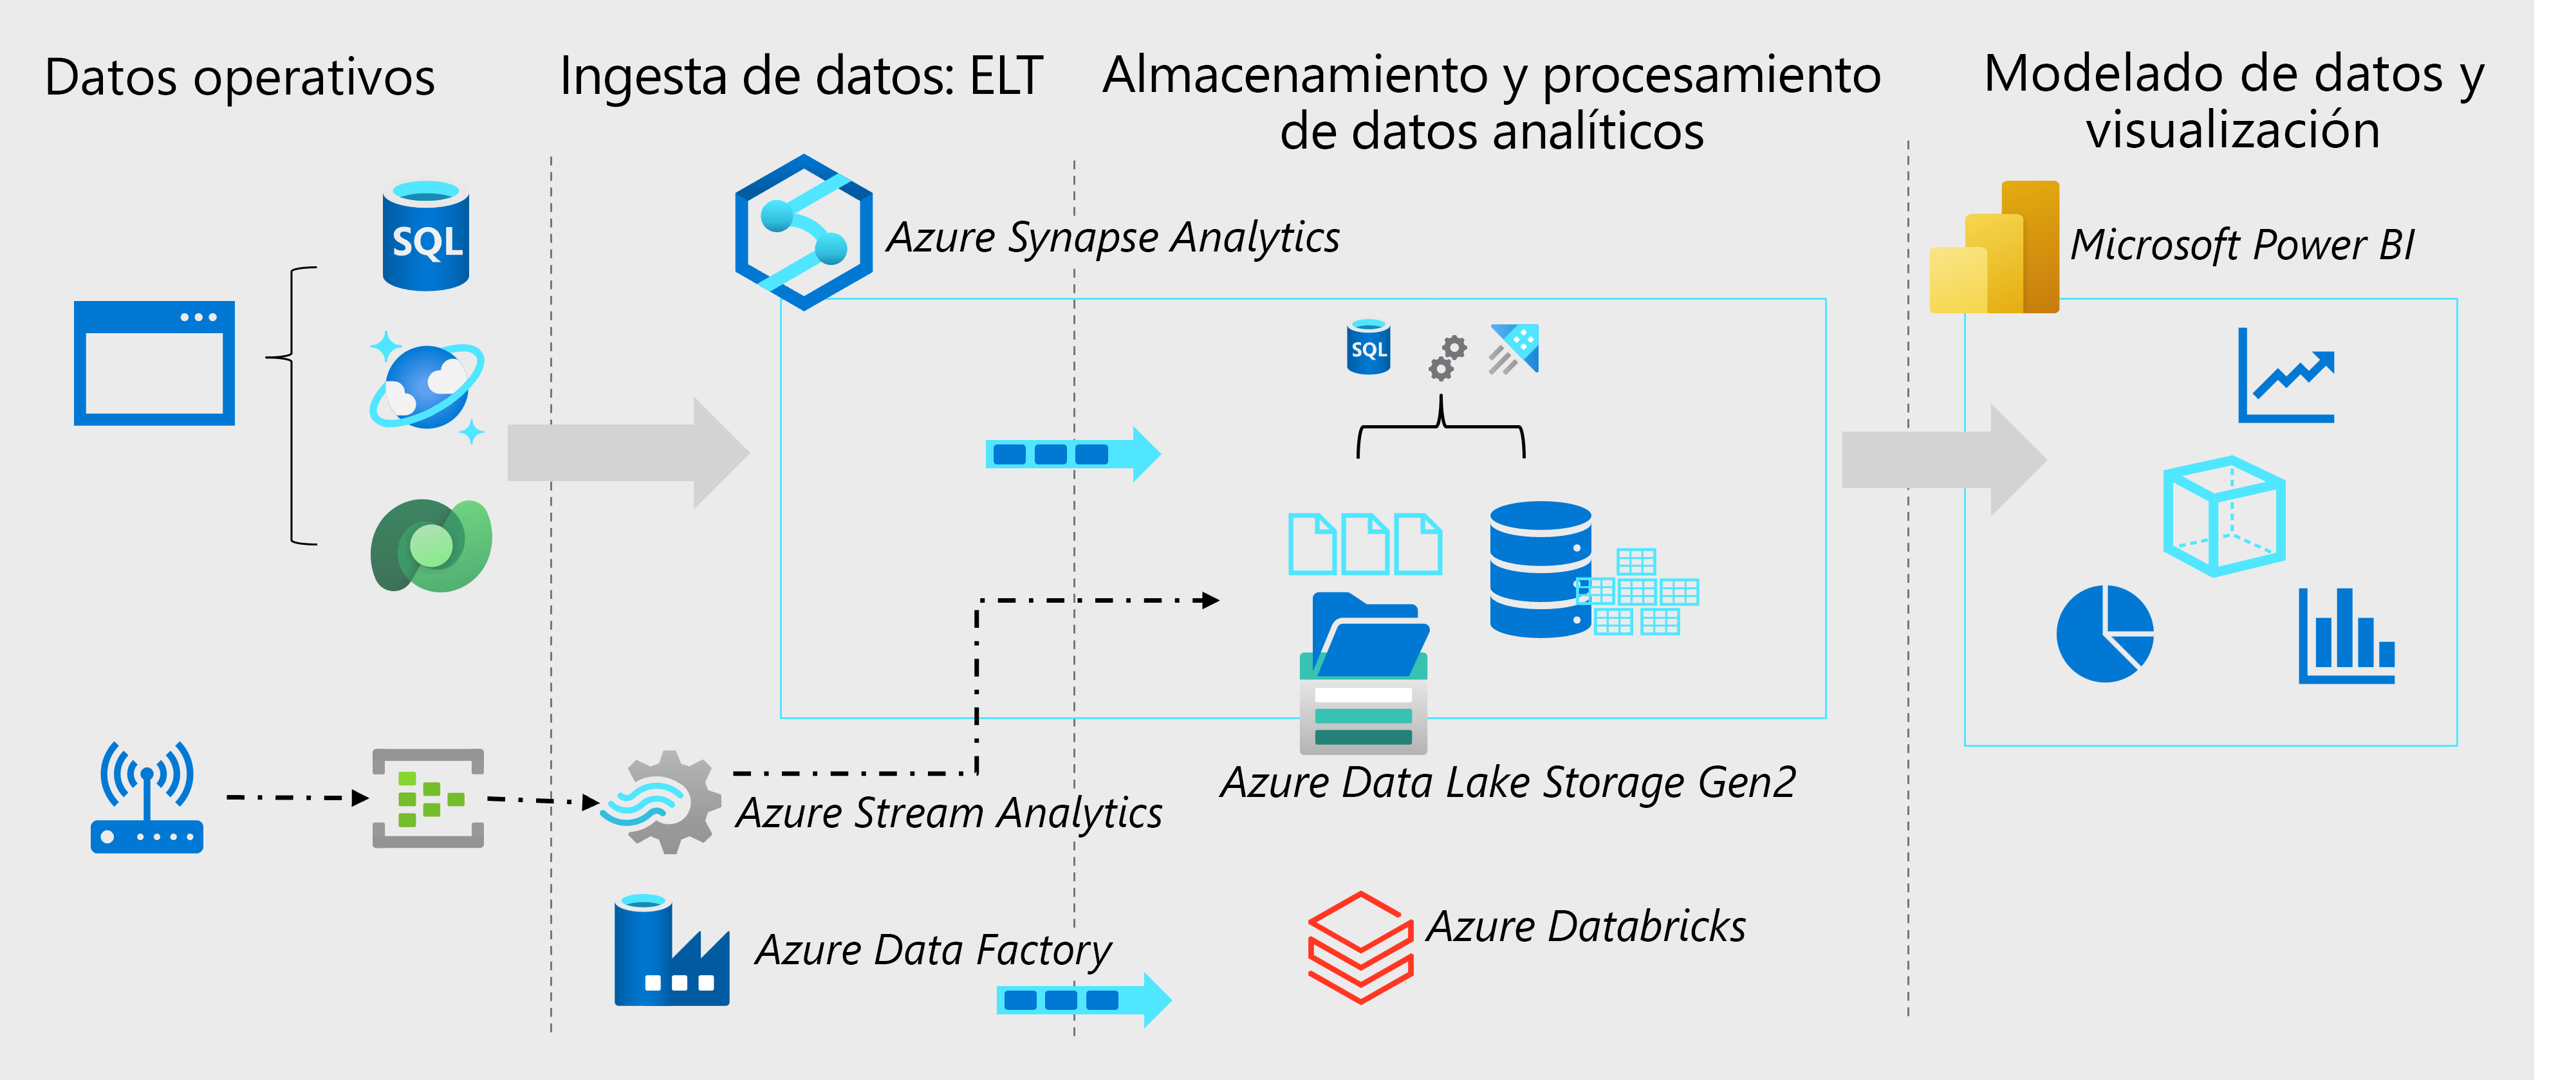 Datos operativos
Ingesta de datos: ELT
Almacenamiento y procesamiento
de datos analíticos
Modelado de datos y
visualización
SQL
Azure Synapse Analytics
Microsoft Power BI
SQL
Azure Stream Analytics
Azure Data Lake Storage Gen2
Azure Data Factory
Azure Databricks